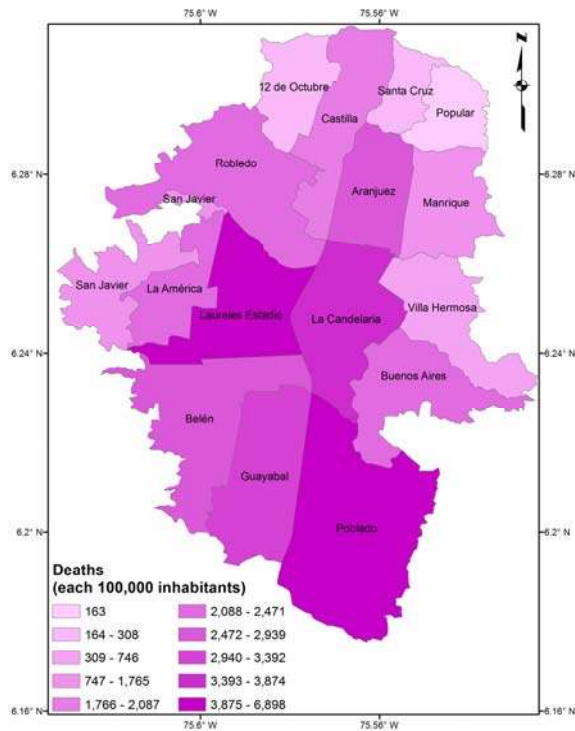 75.6° W 75.56° W
Z
12 de Octubre
Santa Cruz
Popular
Castilla
Robledo
6.28°
Aranjuez
San Javier
Manrique
San Javier
La América
Villa Hermosa
Laureles Estadio
La Candelaria
6.24° N
6.24° N
Buenos Aires
Belén
Guayabal
Poblado
6.2° N
6.2° N
Deaths
(each 100,000 inhabitants)
163
164 - 308
309 - 746
747 - 1,765
1,766 - 2,087
2,088 - 2,471
2,472 - 2,939
2,940 - 3,392
3,393 - 3,874
3,875 - 6,898
6.16° N
6.16° N
75.6° W 75.56° W